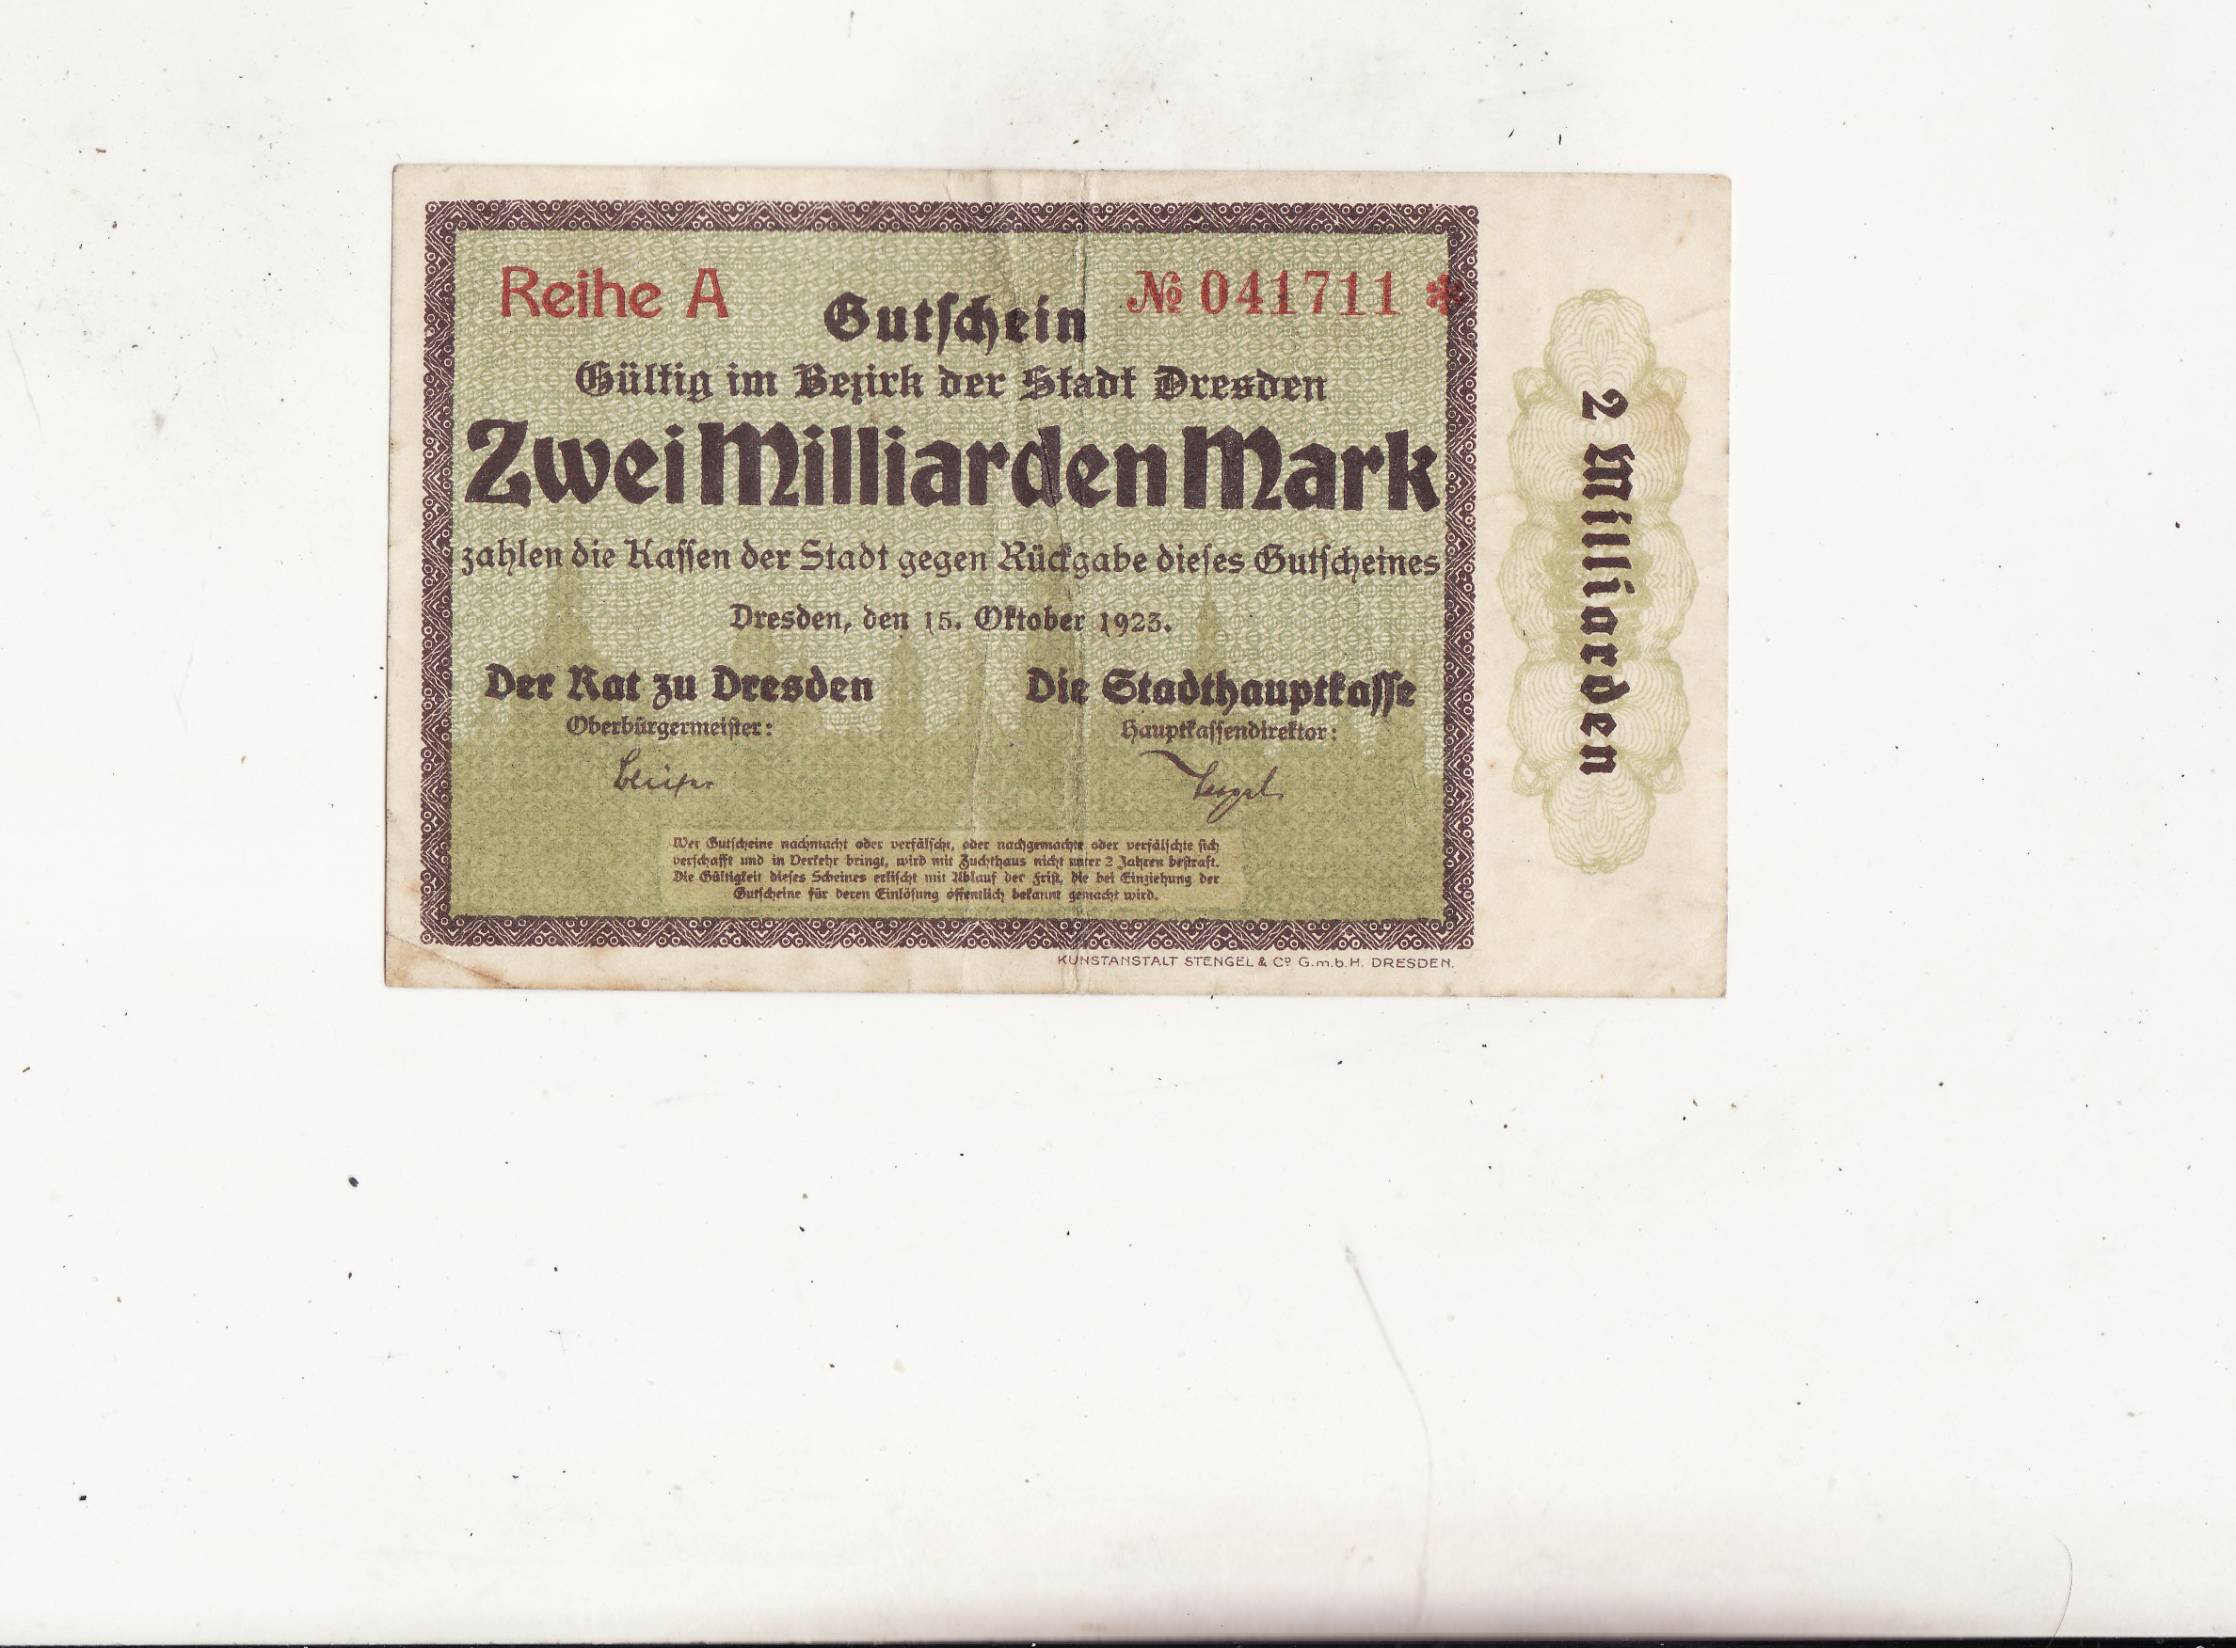 Reihe A
№ 041711 *
Gutschein
Gültig im Bezirk der Stadt Dresden
Zwei Milliarden Mark
zahlen die Kassen der Stadt gegen Rückgabe dieses Gutscheines
Dresden, den 15. Oktober 1923.
Der Rat zu Dresden
Oberbürgermeister:
Die Stadthauptkasse
Hauptkassendirektor:
Wer Gutscheine nachmacht oder verfälscht, oder nachgemachte oder verfälschte sich
verschafft und in Verkehr bringt, wird mit Zuchthaus nicht unter 2 Jahren bestraft.
Die Gültigkeit dieses Scheines erlischt mit Ablauf der Frist, die bei Einziehung der
Gutscheine für deren Einlösung öffentlich bekannt gemacht wird.
KUNSTANSTALT STENGEL & Co G.m.b.H. DRESDEN.
2 Milliarden